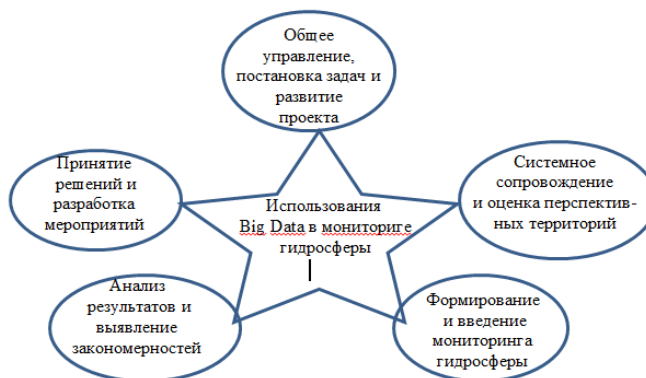 Общее
управление,
постановка задач и
развитие
проекта
Принятие
решений и
разработка
мероприятий
Системное
сопровождение
и оценка перспектив-
ных территорий
Использования
Big Data в мониториге
гидросферы
Анализ
результатов и
выявление
закономерностей
Формирование
и введение
мониторинга
гидросферы